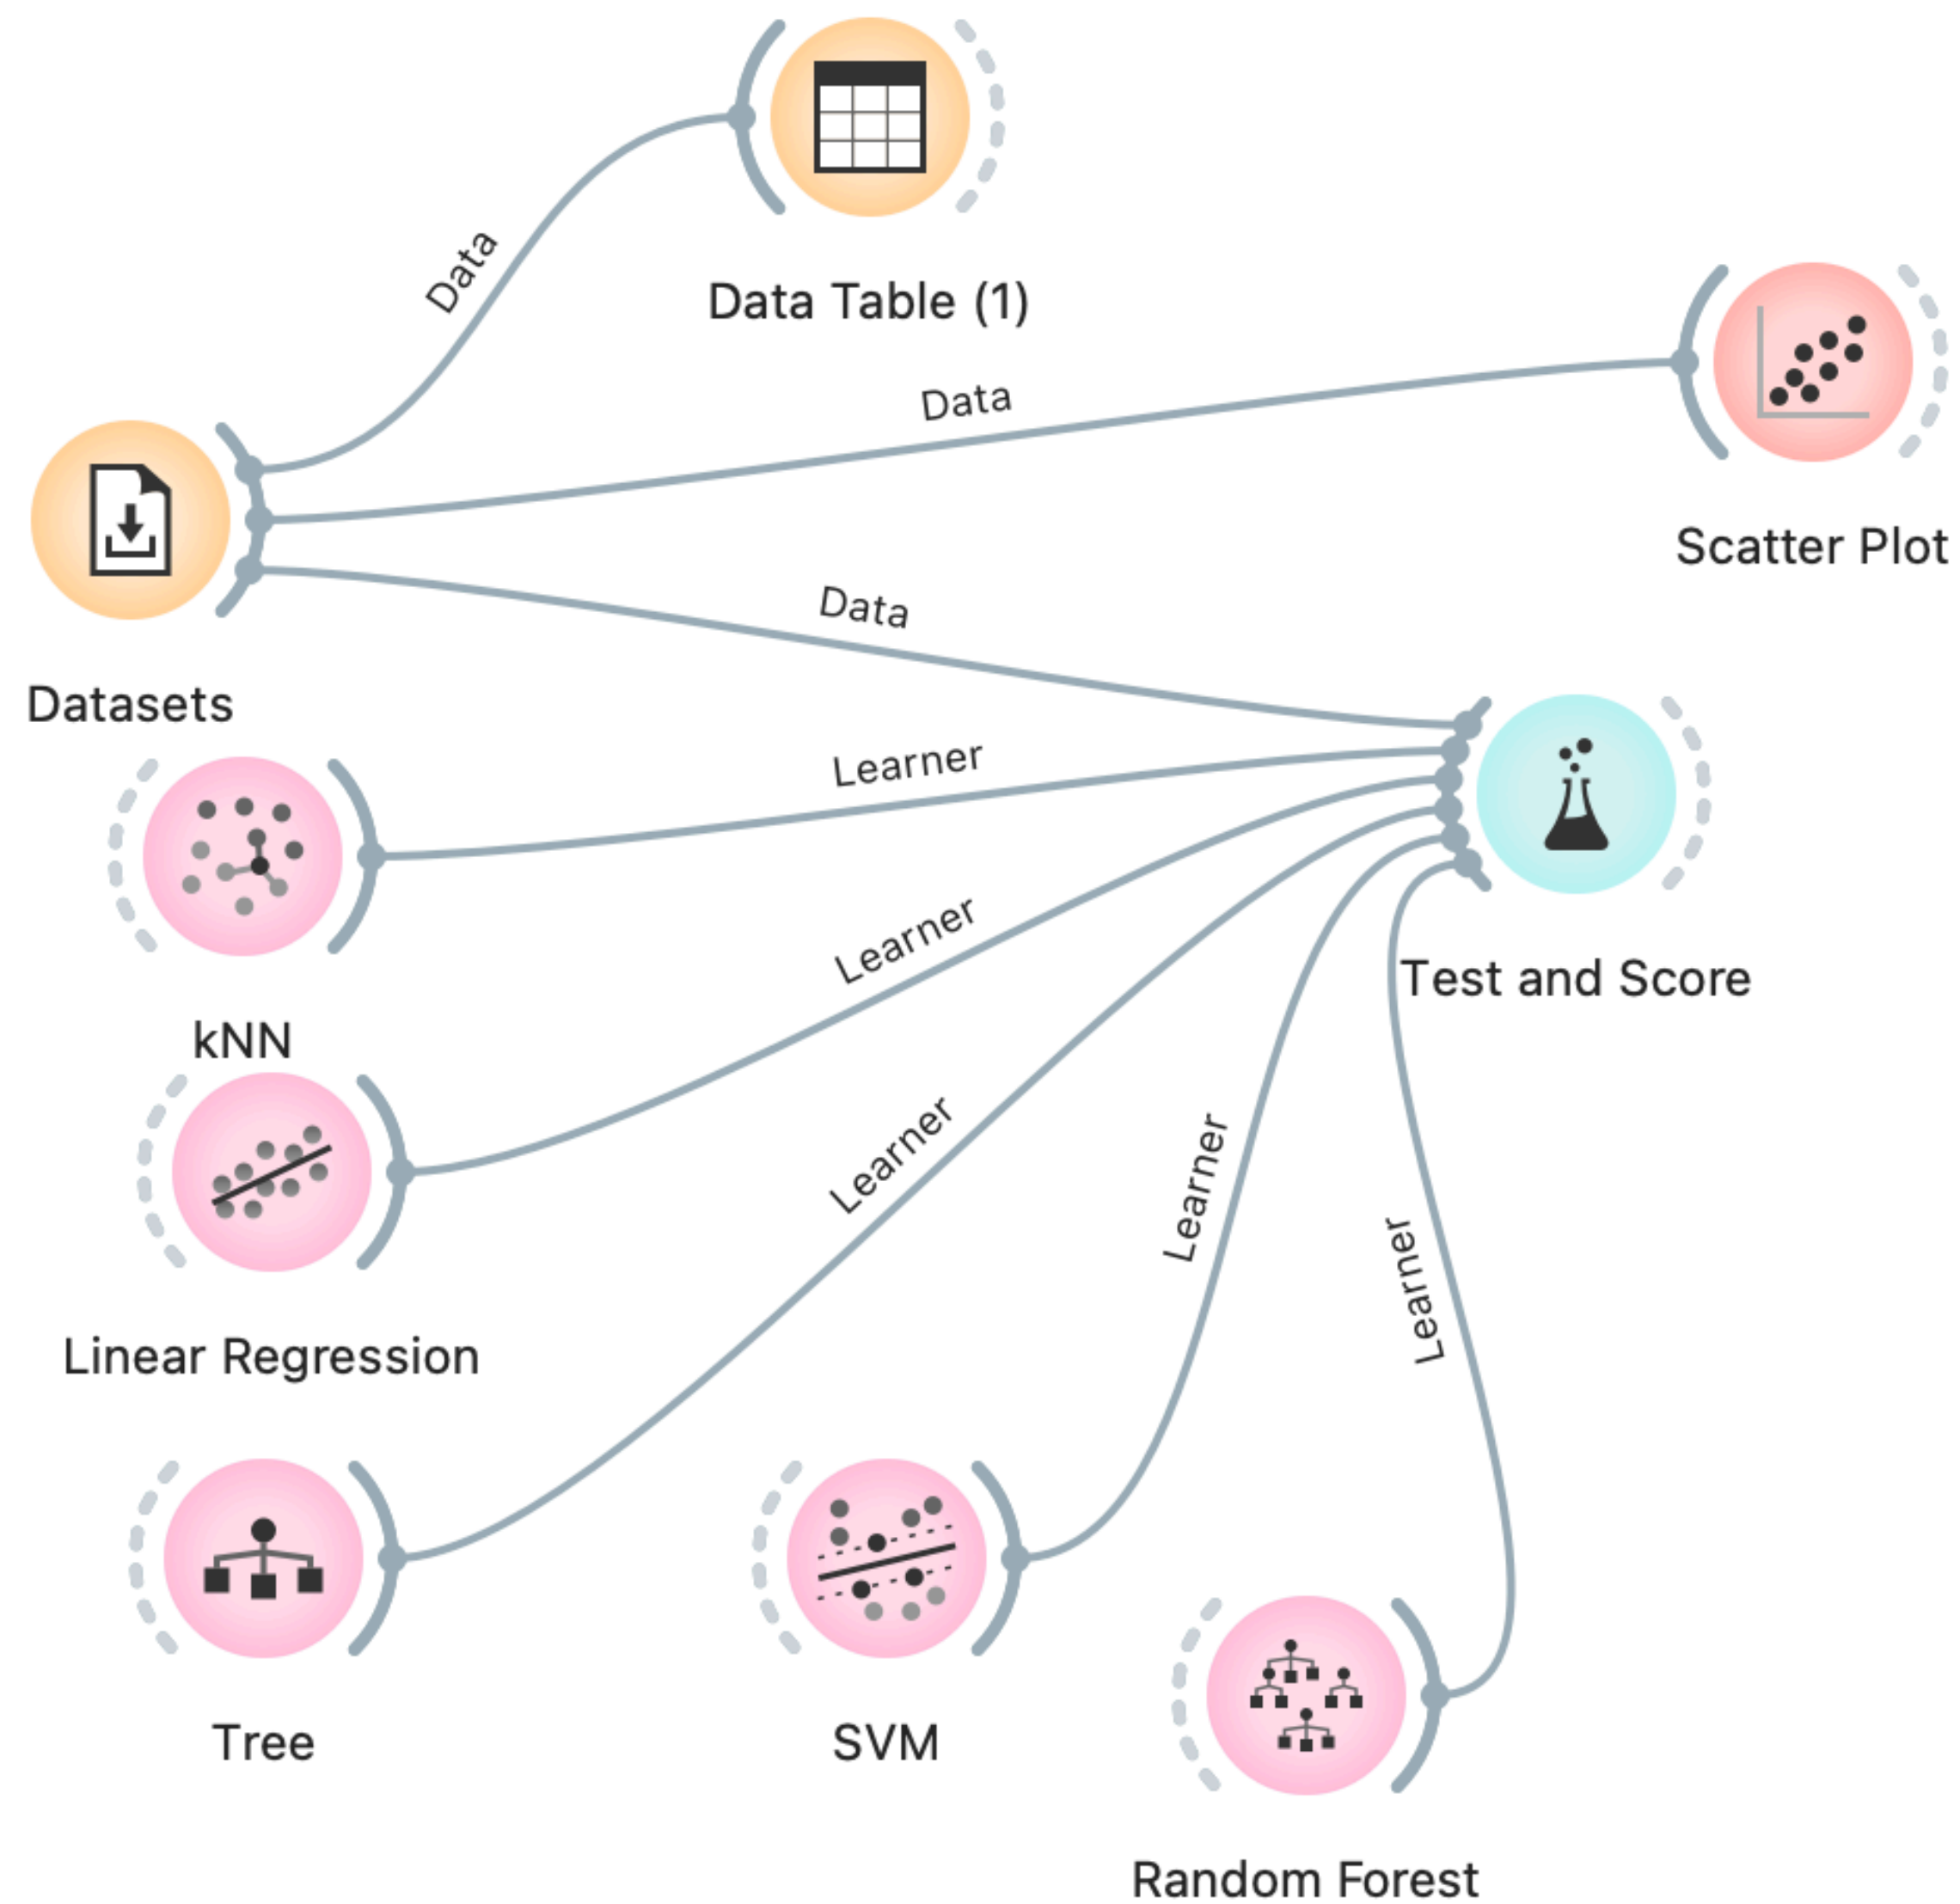 Data
Data Table (1)
Data
Scatter Plot
Data
Datasets
Learner
kNN
Learner
Test and Score
Linear Regression
Learner
Learner
Learner
Tree
SVM
Random Forest